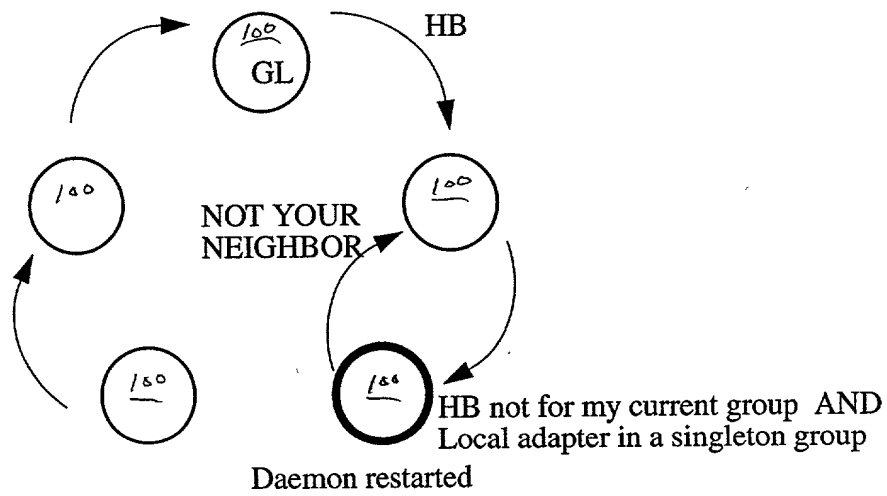 100
GL
HB
100
100
NOT YOUR
NEIGHBOR
100
100
HB not for my current group AND
Local adapter in a singleton group
Daemon restarted